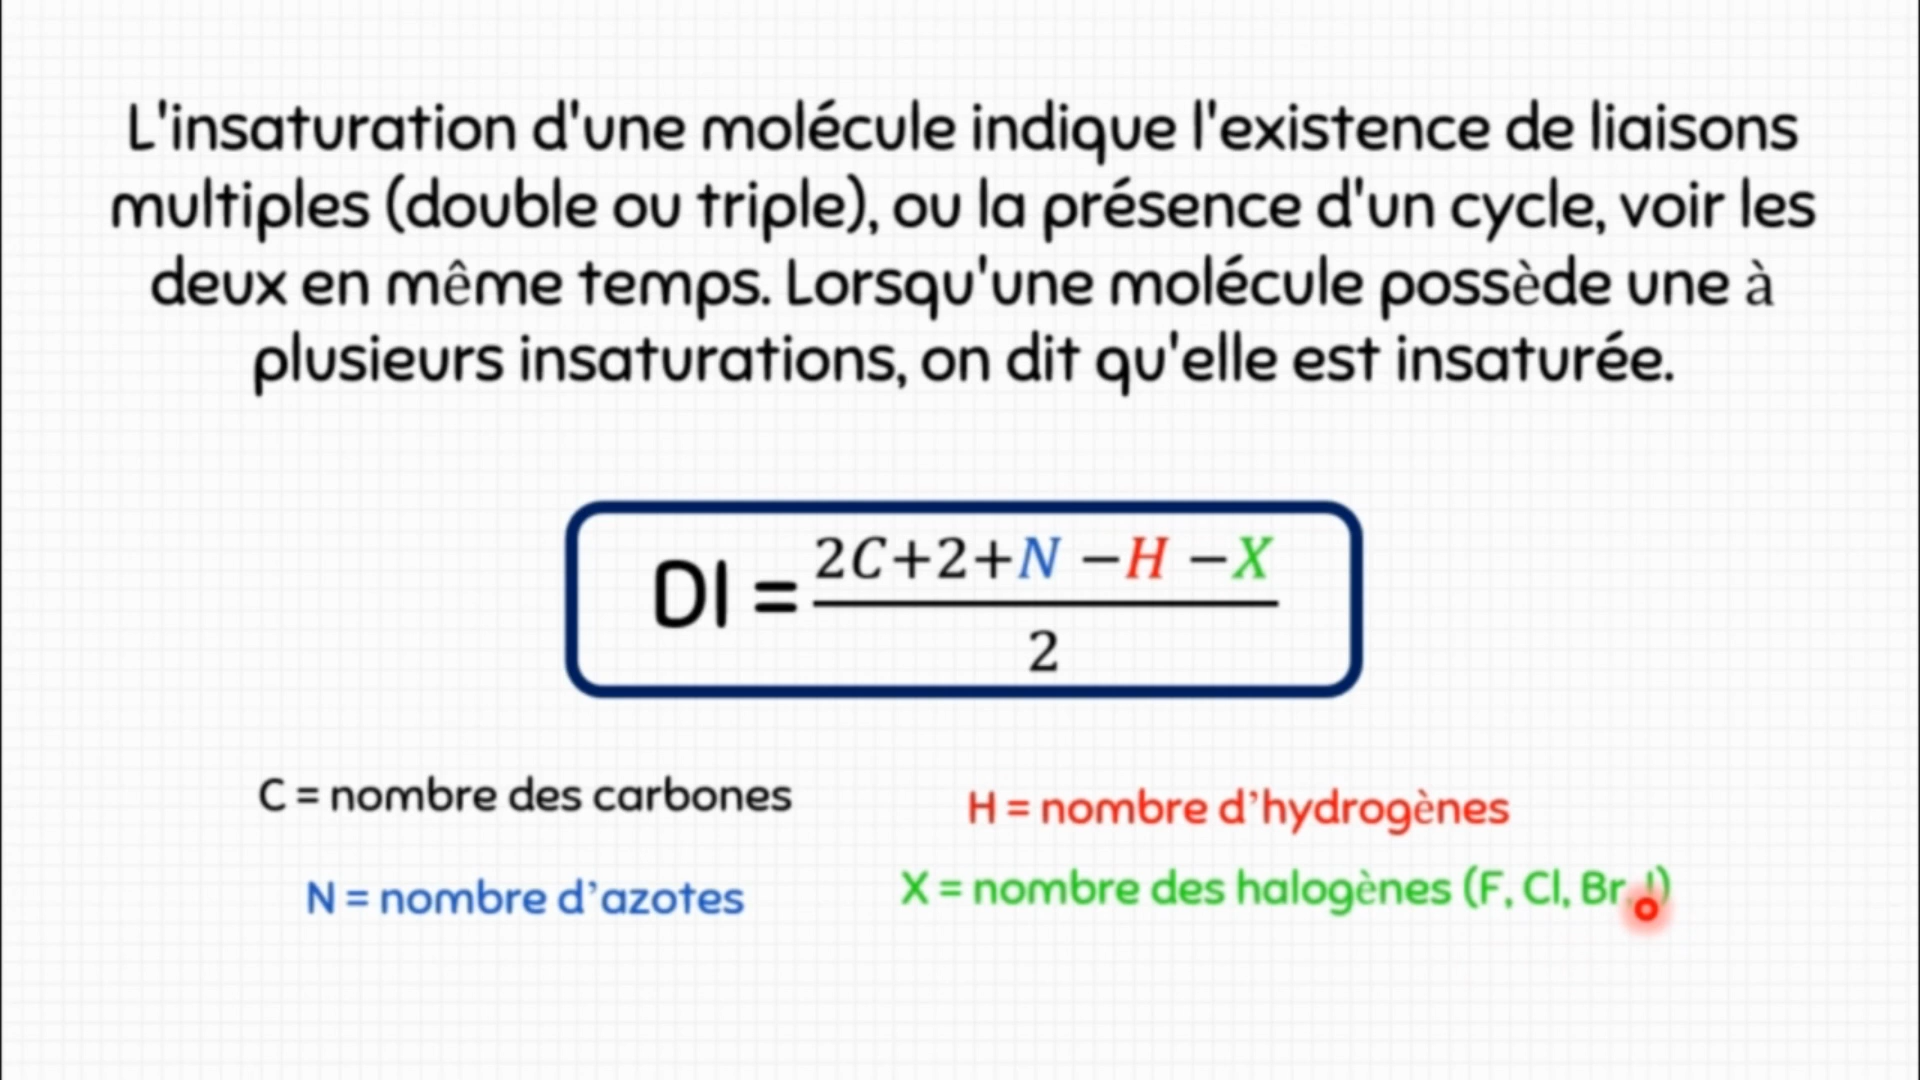 L'insaturation d'une molécule indique l'existence de liaisons
multiples (double ou triple), ou la présence d'un cycle, voir les
deux en même temps. Lorsqu'une molécule possède une à
plusieurs insaturations, on dit qu'elle est insaturée.
DI = \frac{2C+2+N-H-X}{2}
C = nombre des carbones
H = nombre d’hydrogènes
N = nombre d’azotes
X = nombre des halogènes (F, Cl, Br, I)